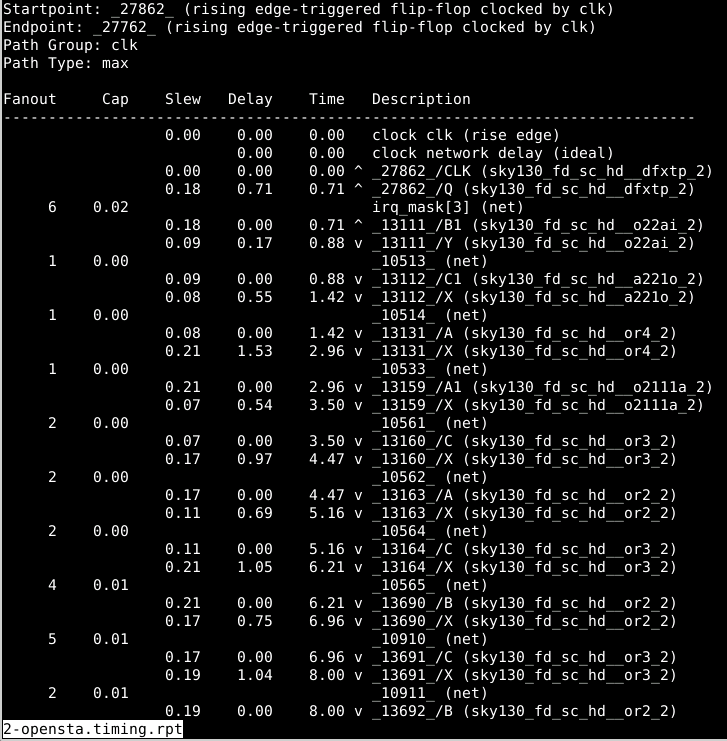 Startpoint: _27862_ (rising edge-triggered flip-flop clocked by clk)
Endpoint: _27762_ (rising edge-triggered flip-flop clocked by clk)
Path Group: clk
Path Type: max
Fanout     Cap    Slew   Delay    Time   Description
-----------------------------------------------------------------------------
                  0.00    0.00    0.00   clock clk (rise edge)
                          0.00    0.00   clock network delay (ideal)
                  0.00    0.00    0.00 ^ _27862_/CLK (sky130_fd_sc_hd__dfxtp_2)
                  0.18    0.71    0.71 ^ _27862_/Q (sky130_fd_sc_hd__dfxtp_2)
     6    0.02                           irq_mask[3] (net)
                  0.18    0.00    0.71 ^ _13111_/B1 (sky130_fd_sc_hd__o22ai_2)
                  0.09    0.17    0.88 v _13111_/Y (sky130_fd_sc_hd__o22ai_2)
     1    0.00                           _10513_ (net)
                  0.09    0.00    0.88 v _13112_/C1 (sky130_fd_sc_hd__a221o_2)
                  0.08    0.55    1.42 v _13112_/X (sky130_fd_sc_hd__a221o_2)
     1    0.00                           _10514_ (net)
                  0.08    0.00    1.42 v _13131_/A (sky130_fd_sc_hd__or4_2)
                  0.21    1.53    2.96 v _13131_/X (sky130_fd_sc_hd__or4_2)
     1    0.00                           _10533_ (net)
                  0.21    0.00    2.96 v _13159_/A1 (sky130_fd_sc_hd__o2111a_2)
                  0.07    0.54    3.50 v _13159_/X (sky130_fd_sc_hd__o2111a_2)
     2    0.00                           _10561_ (net)
                  0.07    0.00    3.50 v _13160_/C (sky130_fd_sc_hd__or3_2)
                  0.17    0.97    4.47 v _13160_/X (sky130_fd_sc_hd__or3_2)
     2    0.00                           _10562_ (net)
                  0.17    0.00    4.47 v _13163_/A (sky130_fd_sc_hd__or2_2)
                  0.11    0.69    5.16 v _13163_/X (sky130_fd_sc_hd__or2_2)
     2    0.00                           _10564_ (net)
                  0.11    0.00    5.16 v _13164_/C (sky130_fd_sc_hd__or3_2)
                  0.21    1.05    6.21 v _13164_/X (sky130_fd_sc_hd__or3_2)
     4    0.01                           _10565_ (net)
                  0.21    0.00    6.21 v _13690_/B (sky130_fd_sc_hd__or2_2)
                  0.17    0.75    6.96 v _13690_/X (sky130_fd_sc_hd__or2_2)
     5    0.01                           _10910_ (net)
                  0.17    0.00    6.96 v _13691_/C (sky130_fd_sc_hd__or3_2)
                  0.19    1.04    8.00 v _13691_/X (sky130_fd_sc_hd__or3_2)
     2    0.01                           _10911_ (net)
                  0.19    0.00    8.00 v _13692_/B (sky130_fd_sc_hd__or2_2)
2-opensta.timing.rpt